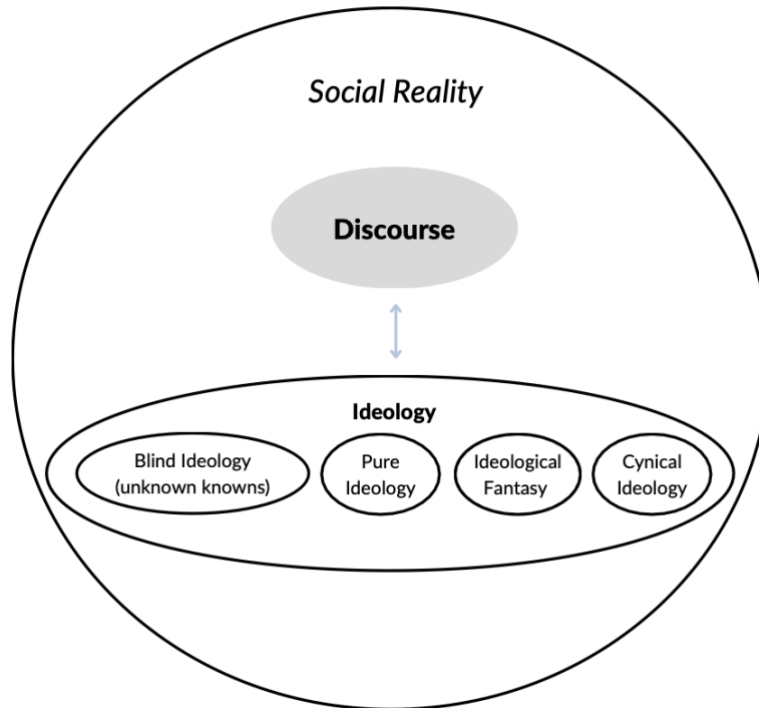 Social Reality
Discourse
Ideology
Blind Ideology
(unknown knowns)
Pure
Ideology
Ideological
Fantasy
Cynical
Ideology